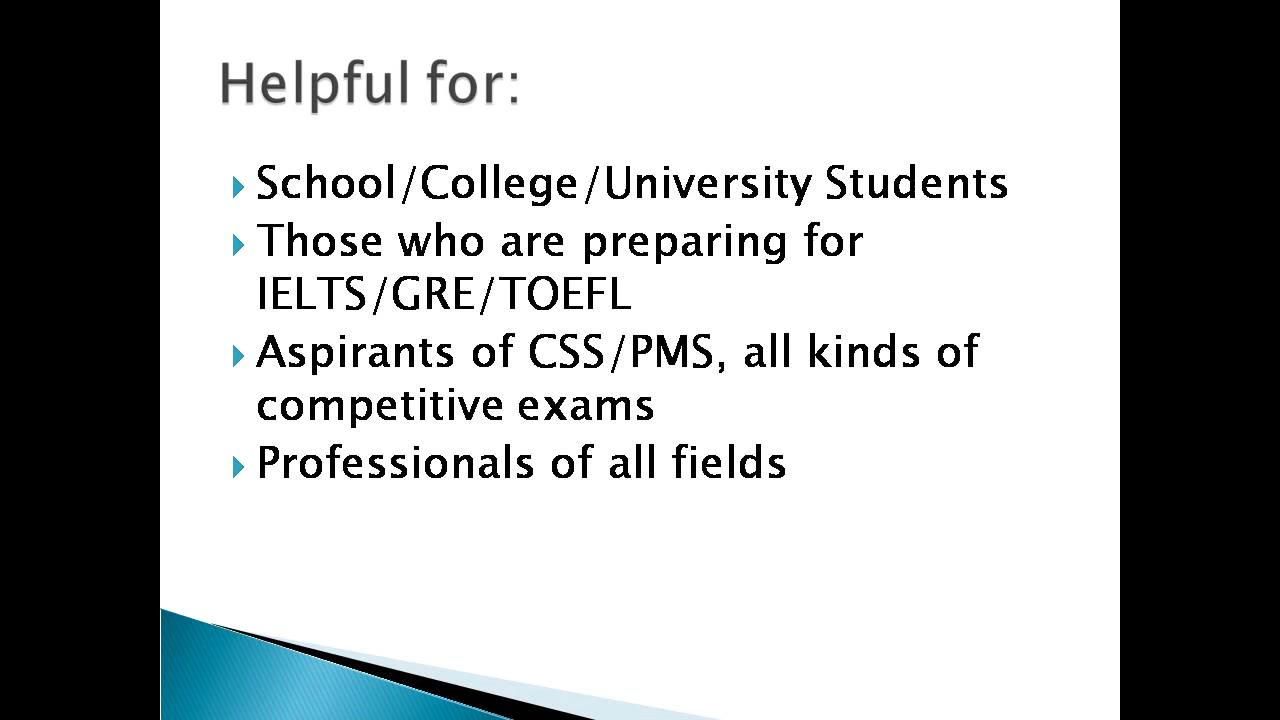 Helpful for:
School/College/University Students
Those who are preparing for
IELTS/GRE/TOEFL
Aspirants of CSS/PMS, all kinds of
competitive exams
Professionals of all fields